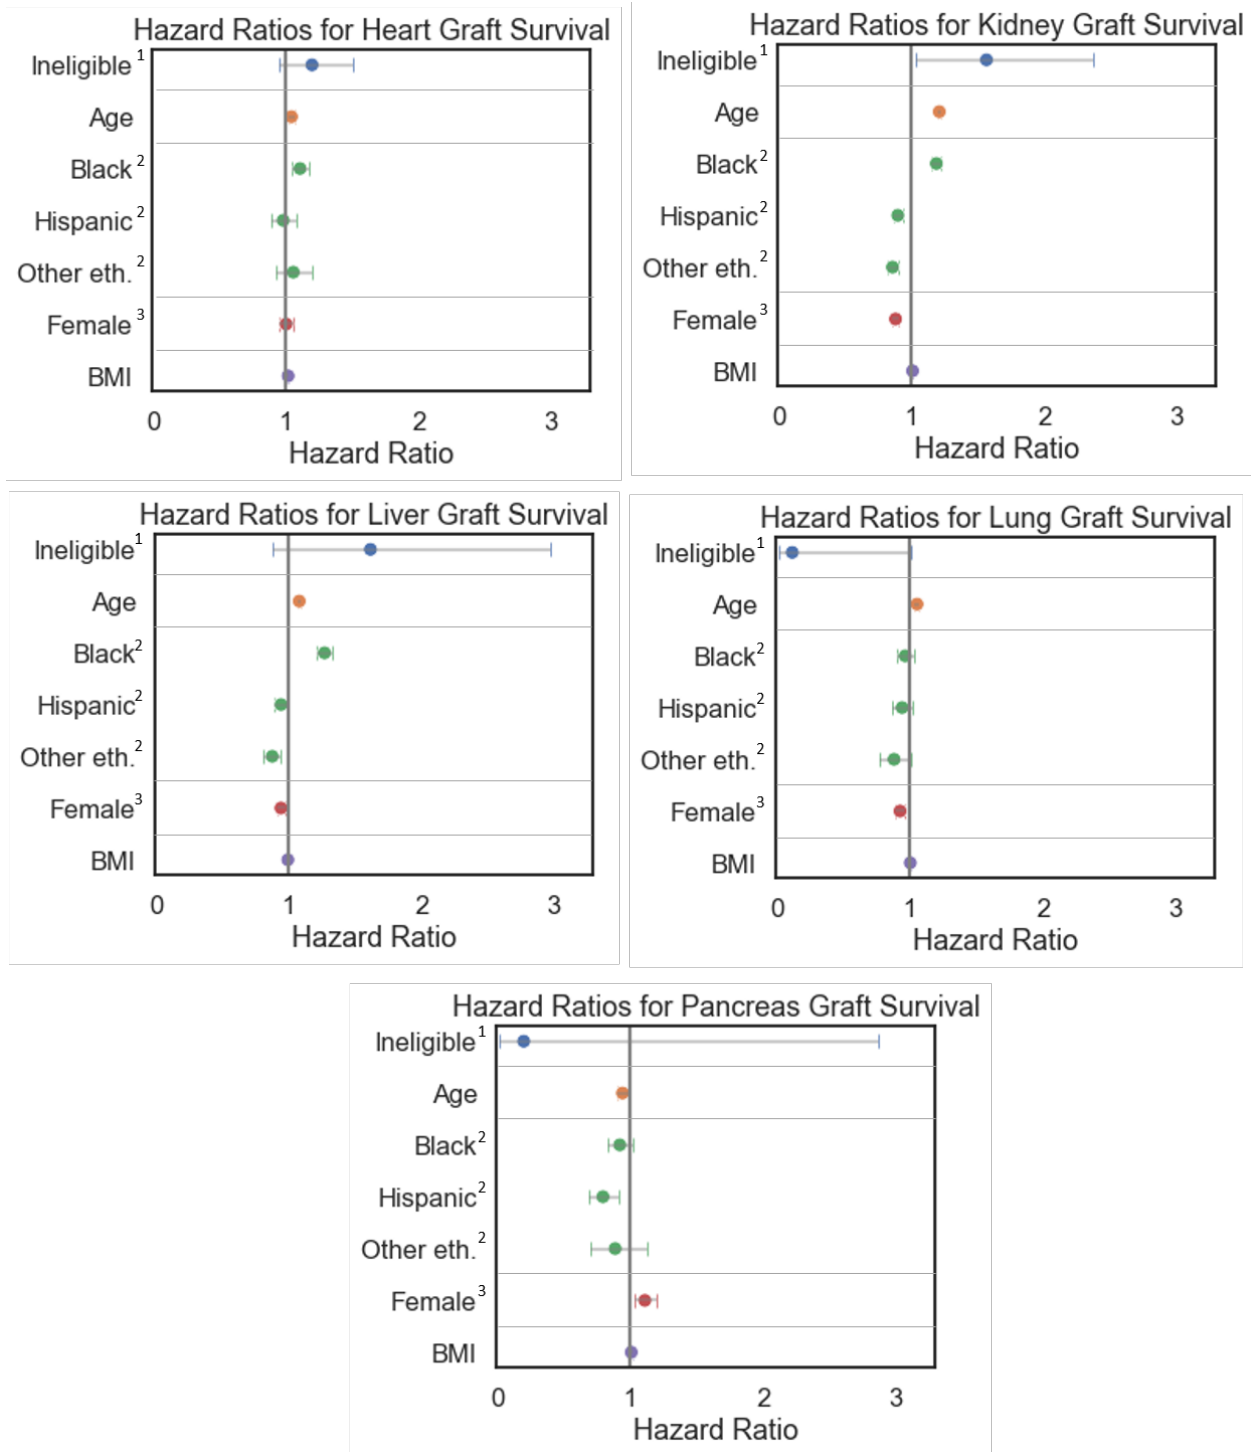 Hazard Ratios for Heart Graft Survival
Ineligible¹
Age
Black²
Hispanic²
Other eth.²
Female³
BMI
0 1 2 3
Hazard Ratio
Hazard Ratios for Kidney Graft Survival
Ineligible¹
Age
Black²
Hispanic²
Other eth.²
Female³
BMI
0 1 2 3
Hazard Ratio
Hazard Ratios for Liver Graft Survival
Ineligible¹
Age
Black²
Hispanic²
Other eth.²
Female³
BMI
0 1 2 3
Hazard Ratio
Hazard Ratios for Lung Graft Survival
Ineligible¹
Age
Black²
Hispanic²
Other eth.²
Female³
BMI
0 1 2 3
Hazard Ratio
Hazard Ratios for Pancreas Graft Survival
Ineligible¹
Age
Black²
Hispanic²
Other eth.²
Female³
BMI
0 1 2 3
Hazard Ratio